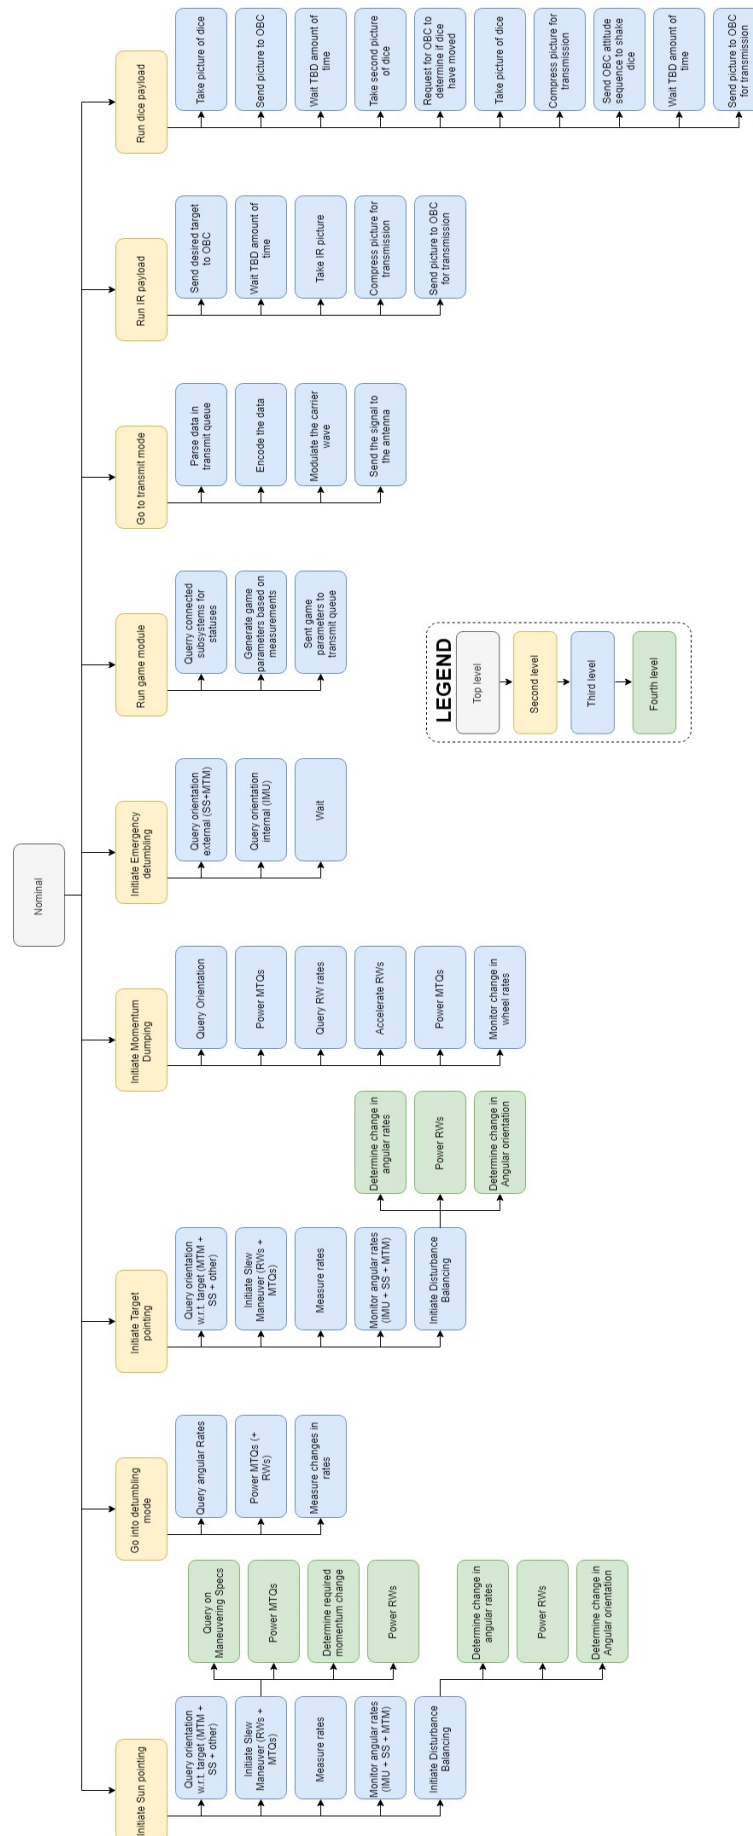 Nominal
Initiate Sun pointing
Query orientation
w.r.t. target (MTM +
SS + other)
Initiate Slew
Maneuver (RWs +
MTQs)
Query on
Maneuvering Specs
Power MTQs
Determine required
momentum change
Power RWs
Measure rates
Monitor angular rates
(IMU + SS + MTM)
Initiate Disturbance
Balancing
Determine change in
angular rates
Power RWs
Determine change in
Angular orientation
Go into detumbling
mode
Query angular Rates
Power MTQs (+
RWs)
Measure changes in
rates
Initiate Target
pointing
Query orientation
w.r.t. target (MTM +
SS + other)
Initiate Slew
Maneuver (RWs +
MTQs)
Measure rates
Monitor angular rates
(IMU + SS + MTM)
Initiate Disturbance
Balancing
Determine change in
angular rates
Power RWs
Determine change in
Angular orientation
Initiate Momentum
Dumping
Query Orientation
Power MTQs
Query RW rates
Accelerate RWs
Power MTQs
Monitor change in
wheel rates
Initiate Emergency
detumbling
Query orientation
external (SS+MTM)
Query orientation
internal (IMU)
Wait
Run game module
Querry connected
subsystems for
statuses
Generate game
parameters based on
measurements
Sent game
parameters to
transmit queue
Go to transmit mode
Parse data in
transmit queue
Encode the data
Modulate the carrier
wave
Send the signal to
the antenna
Run IR payload
Send desired target
to OBC
Wait TBD amount of
time
Take IR picture
Compress picture for
transmission
Send picture to OBC
for transmission
Run dice payload
Take picture of dice
Send picture to OBC
Wait TBD amount of
time
Take second picture
of dice
Request for OBC to
determine if dice
have moved
Take picture of dice
Compress picture for
transmission
Send OBC attitude
sequence to shake
dice
Wait TBD amount of
time
Send picture to OBC
for transmission
LEGEND
Top level
Second level
Third level
Fourth level